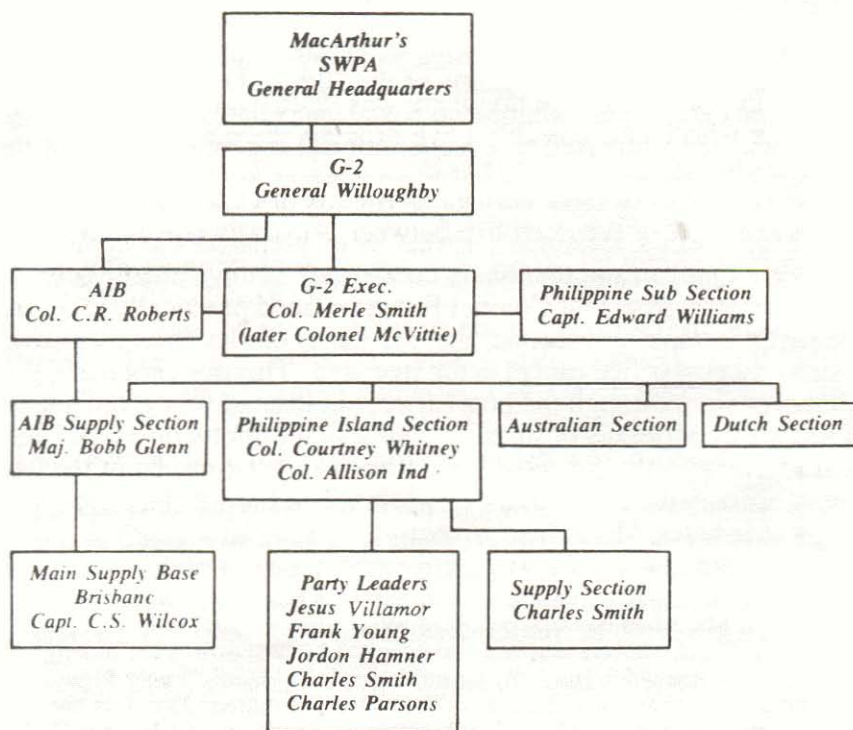 MacArthur's
SWPA
General Headquarters
G-2
General Willoughby
AIB
Col. C.R. Roberts
G-2 Exec.
Col. Merle Smith
(later Colonel McVittie)
Philippine Sub Section
Capt. Edward Williams
AIB Supply Section
Maj. Bobb Glenn
Philippine Island Section
Col. Courtney Whitney
Col. Allison Ind
Australian Section
Dutch Section
Main Supply Base
Brisbane
Capt. C.S. Wilcox
Party Leaders
Jesus Villamor
Frank Young
Jordon Hamner
Charles Smith
Charles Parsons
Supply Section
Charles Smith